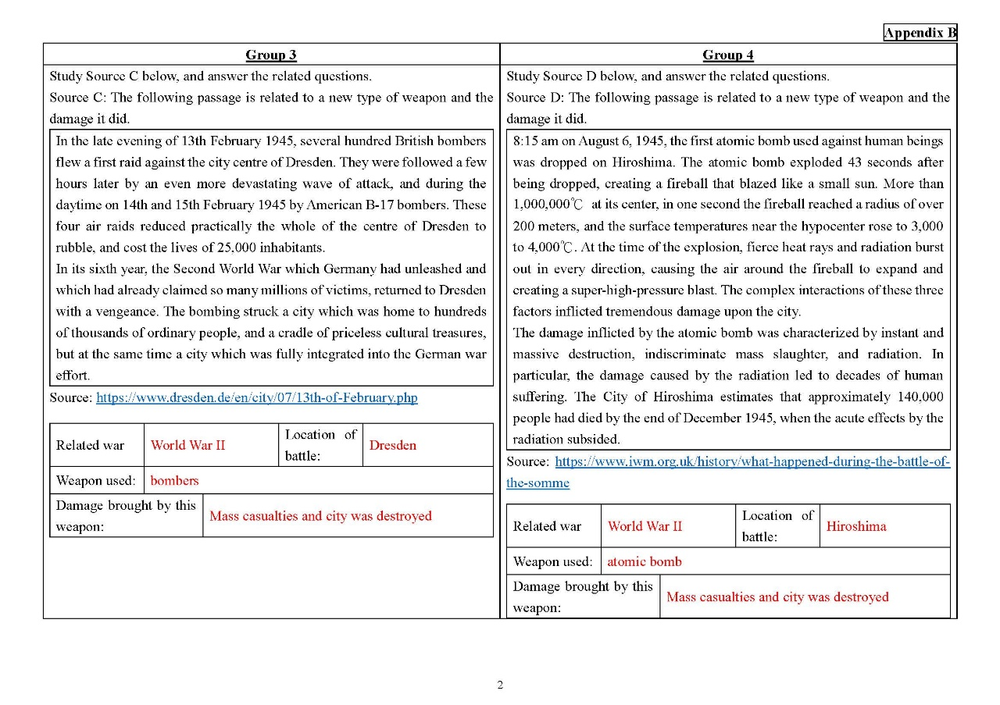 Appendix B
Group 3
Study Source C below, and answer the related questions.
Source C: The following passage is related to a new type of weapon and the
damage it did.
In the late evening of 13th February 1945, several hundred British bombers
flew a first raid against the city centre of Dresden. They were followed a few
hours later by an even more devastating wave of attack, and during the
daytime on 14th and 15th February 1945 by American B-17 bombers. These
four air raids reduced practically the whole of the centre of Dresden to
rubble, and cost the lives of 25,000 inhabitants.
In its sixth year, the Second World War which Germany had unleashed and
which had already claimed so many millions of victims, returned to Dresden
with a vengeance. The bombing struck a city which was home to hundreds
of thousands of ordinary people, and a cradle of priceless cultural treasures,
but at the same time a city which was fully integrated into the German war
effort.
Source: https://www.dresden.de/en/city/07/13th-of-February.php
Related war World War II Location of
battle: Dresden
Weapon used: bombers
Damage brought by this
weapon: Mass casualties and city was destroyed
Group 4
Study Source D below, and answer the related questions.
Source D: The following passage is related to a new type of weapon and the
damage it did.
8:15 am on August 6, 1945, the first atomic bomb used against human beings
was dropped on Hiroshima. The atomic bomb exploded 43 seconds after
being dropped, creating a fireball that blazed like a small sun. More than
1,000,000℃ at its center, in one second the fireball reached a radius of over
200 meters, and the surface temperatures near the hypocenter rose to 3,000
to 4,000℃. At the time of the explosion, fierce heat rays and radiation burst
out in every direction, causing the air around the fireball to expand and
creating a super-high-pressure blast. The complex interactions of these three
factors inflicted tremendous damage upon the city.
The damage inflicted by the atomic bomb was characterized by instant and
massive destruction, indiscriminate mass slaughter, and radiation. In
particular, the damage caused by the radiation led to decades of human
suffering. The City of Hiroshima estimates that approximately 140,000
people had died by the end of December 1945, when the acute effects by the
radiation subsided.
Source: https://www.iwm.org.uk/history/what-happened-during-the-battle-of-
the-somme
Related war World War II Location of
battle: Hiroshima
Weapon used: atomic bomb
Damage brought by this
weapon: Mass casualties and city was destroyed
2